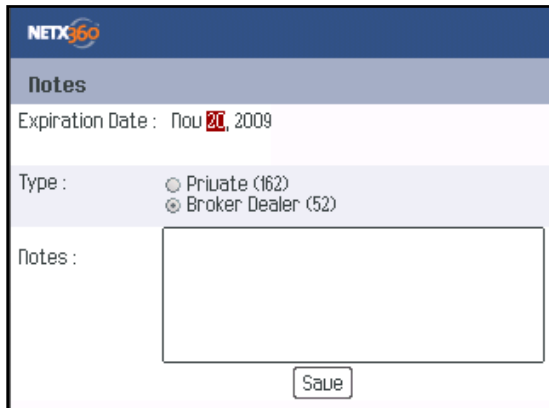 NETX360
Notes
Expiration Date : Nov 20, 2009
Type :
Private (162)
Broker Dealer (52)
Notes :
Save